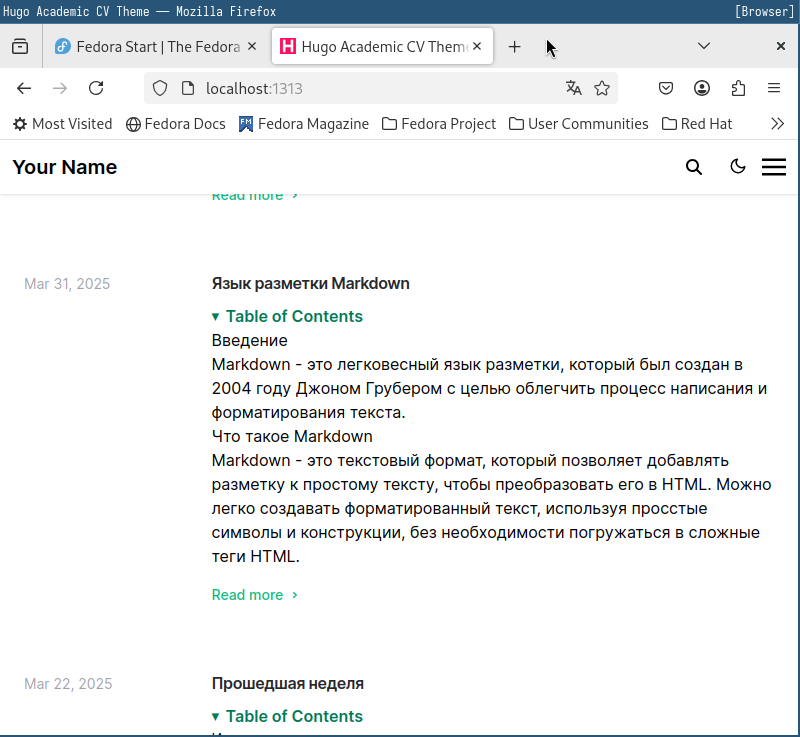 Hugo Academic CV Theme — Mozilla Firefox [Browser]
Fedora Start | The Fedora Hugo Academic CV Them
localhost:1313
Most Visited Fedora Docs Fedora Magazine Fedora Project User Communities Red Hat
Your Name
Read more
Mar 31, 2025 Язык разметки Markdown
Table of Contents
Введение
Markdown - это легковесный язык разметки, который был создан в
2004 году Джоном Грубером с целью облегчить процесс написания и
форматирования текста.
Что такое Markdown
Markdown - это текстовый формат, который позволяет добавлять
разметку к простому тексту, чтобы преобразовать его в HTML. Можно
легко создавать форматированный текст, используя просстые
символы и конструкции, без необходимости погружаться в сложные
теги HTML.
Read more
Mar 22, 2025 Прошедшая неделя
Table of Contents